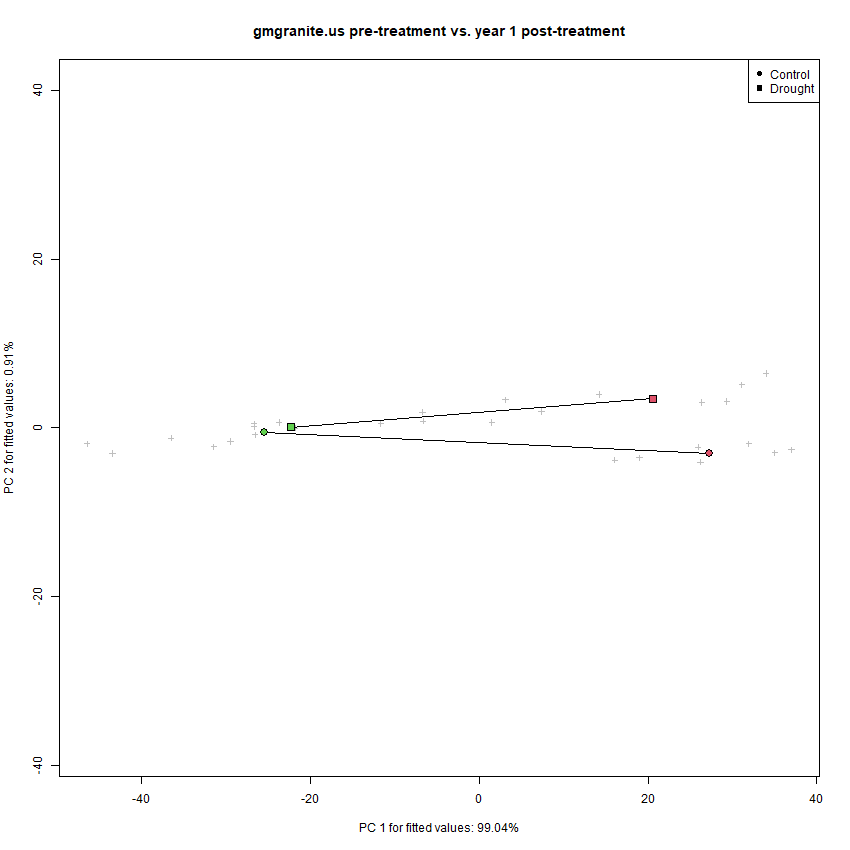 gmgranite.us pre-treatment vs. year 1 post-treatment
Control
Drought
40
20
0
-20
-40
PC 2 for fitted values: 0.91%
-40
-20
0
20
40
PC 1 for fitted values: 99.04%